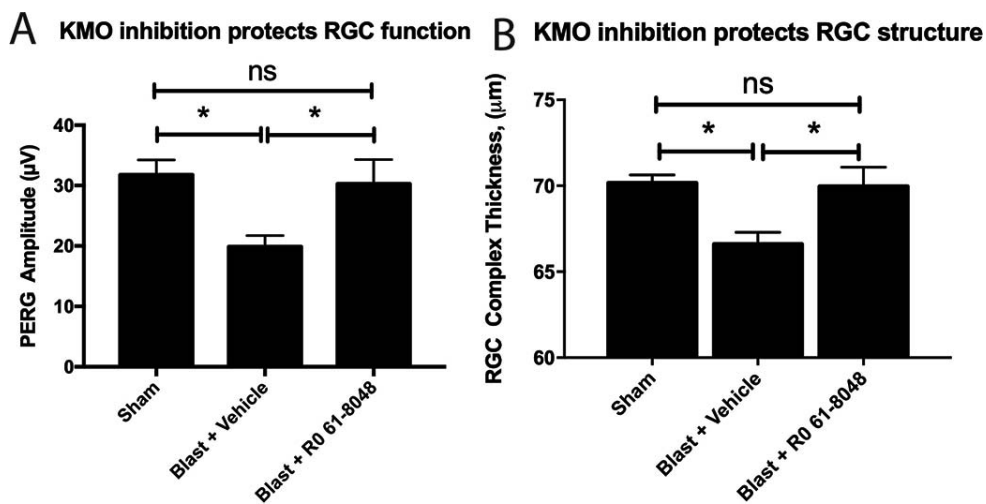 A KMO inhibition protects RGC function
ns
* *
PERG Amplitude (µV)
40
30
20
10
0
Sham
Blast + Vehicle
Blast + R0 61-8048
B KMO inhibition protects RGC structure
ns
* *
RGC Complex Thickness, (µm)
75
70
65
60
Sham
Blast + Vehicle
Blast + R0 61-8048